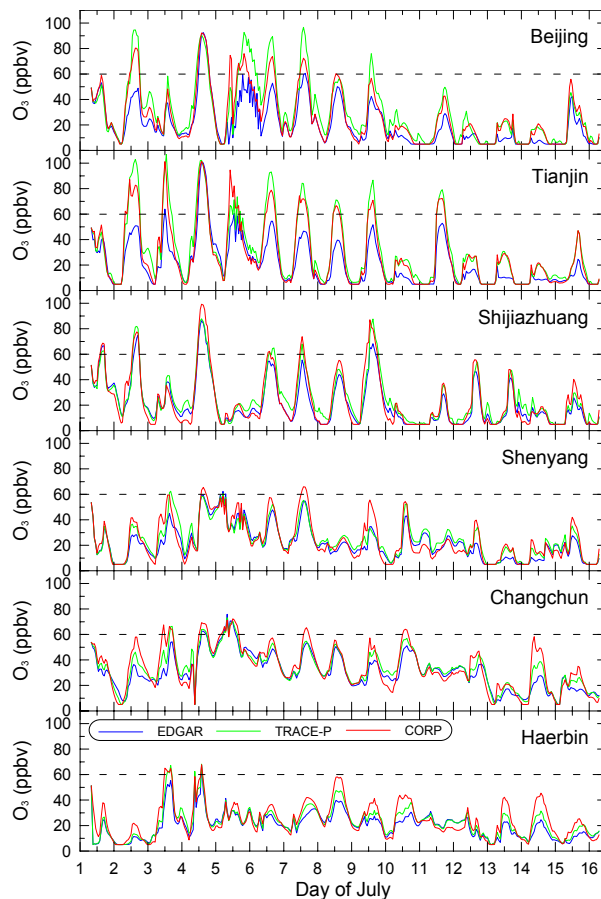 100
80
60
40
20
0
O3 (ppbv)
Beijing
100
80
60
40
20
0
O3 (ppbv)
Tianjin
100
80
60
40
20
0
O3 (ppbv)
Shijiazhuang
100
80
60
40
20
0
O3 (ppbv)
Shenyang
100
80
60
40
20
0
O3 (ppbv)
Changchun
100
80
60
40
20
0
O3 (ppbv)
Haerbin
EDGAR TRACE-P CORP
1 2 3 4 5 6 7 8 9 10 11 12 13 14 15 16
Day of July